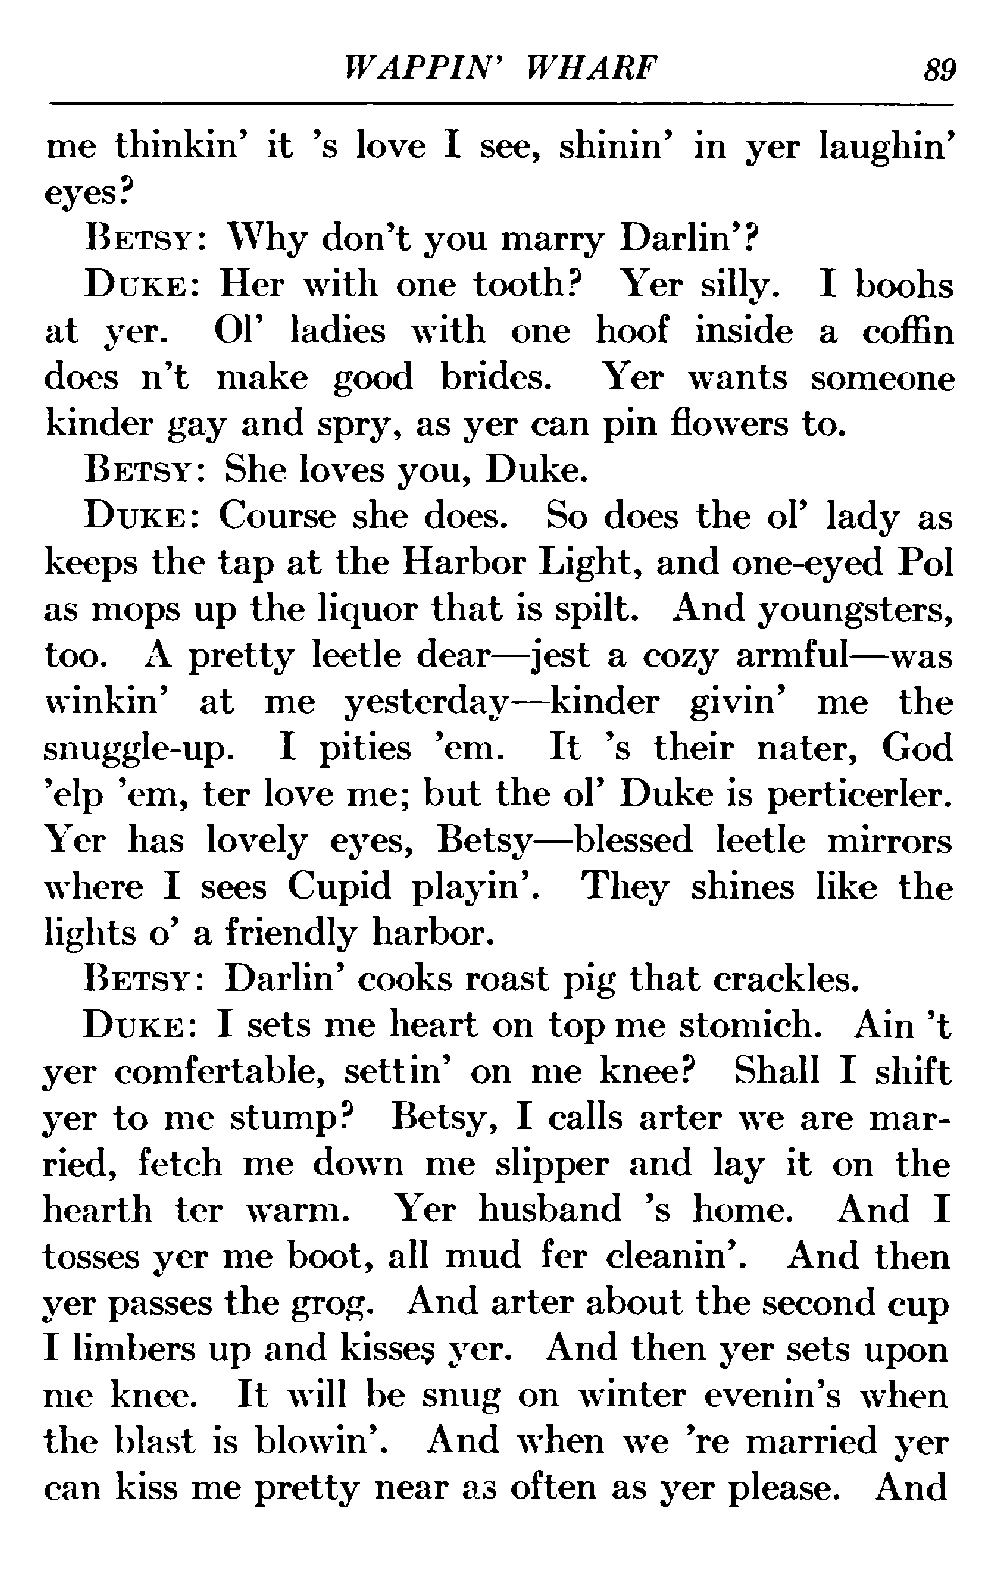 WAPPIN' WHARF 89
me thinkin' it 's love I see, shinin' in yer laughin'
eyes?
BETSY: Why don't you marry Darlin'?
DUKE: Her with one tooth? Yer silly. I boohs
at yer. Ol' ladies with one hoof inside a coffin
does n't make good brides. Yer wants someone
kinder gay and spry, as yer can pin flowers to.
BETSY: She loves you, Duke.
DUKE: Course she does. So does the ol' lady as
keeps the tap at the Harbor Light, and one-eyed Pol
as mops up the liquor that is spilt. And youngsters,
too. A pretty leetle dear—jest a cozy armful—was
winkin' at me yesterday—kinder givin' me the
snuggle-up. I pities 'em. It 's their nater, God
'elp 'em, ter love me; but the ol' Duke is perticerler.
Yer has lovely eyes, Betsy—blessed leetle mirrors
where I sees Cupid playin'. They shines like the
lights o' a friendly harbor.
BETSY: Darlin' cooks roast pig that crackles.
DUKE: I sets me heart on top me stomich. Ain 't
yer comfertable, settin' on me knee? Shall I shift
yer to me stump? Betsy, I calls arter we are mar-
ried, fetch me down me slipper and lay it on the
hearth ter warm. Yer husband 's home. And I
tosses yer me boot, all mud fer cleanin'. And then
yer passes the grog. And arter about the second cup
I limbers up and kisses yer. And then yer sets upon
me knee. It will be snug on winter evenin's when
the blast is blowin'. And when we 're married yer
can kiss me pretty near as often as yer please. And